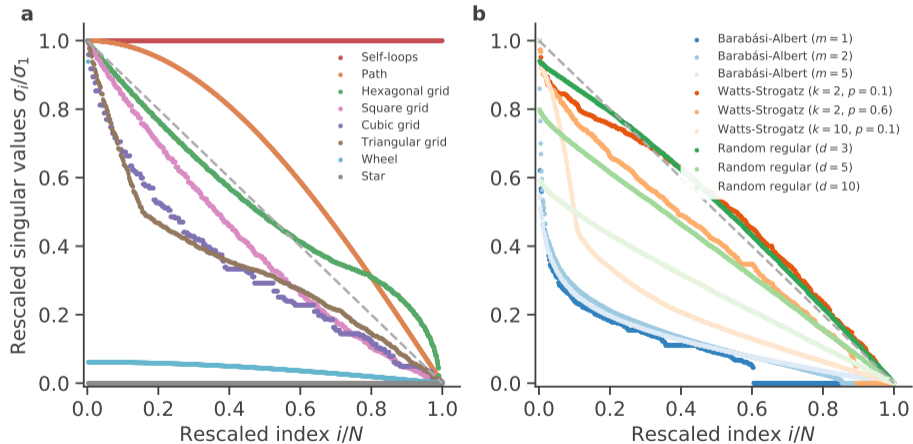 a
Rescaled singular values σᵢ/σ₁
1.0
0.8
0.6
0.4
0.2
0.0
Self-loops
Path
Hexagonal grid
Square grid
Cubic grid
Triangular grid
Wheel
Star
0.0 0.2 0.4 0.6 0.8 1.0
Rescaled index i/N
b
1.0
0.8
0.6
0.4
0.2
0.0
Barabási-Albert (m = 1)
Barabási-Albert (m = 2)
Barabási-Albert (m = 5)
Watts-Strogatz (k = 2, p = 0.1)
Watts-Strogatz (k = 2, p = 0.6)
Watts-Strogatz (k = 10, p = 0.1)
Random regular (d = 3)
Random regular (d = 5)
Random regular (d = 10)
0.0 0.2 0.4 0.6 0.8 1.0
Rescaled index i/N